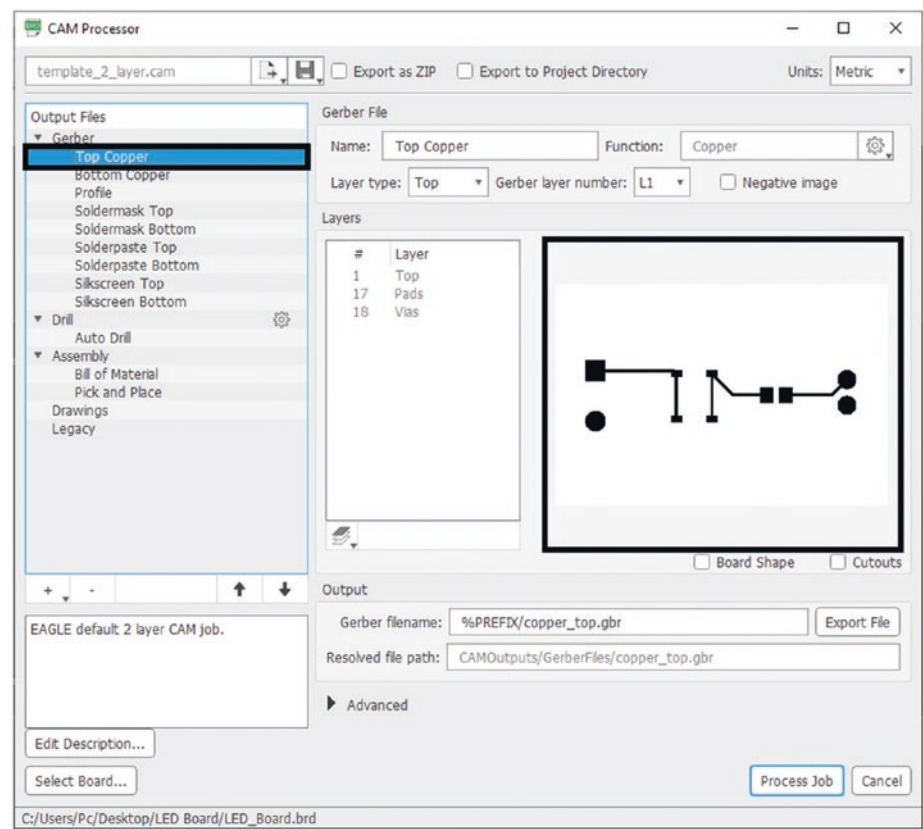 CAM Processor
template_2_layer.cam
Export as ZIP
Export to Project Directory
Units: Metric
Output Files
Gerber
Top Copper
Bottom Copper
Profile
Soldermask Top
Soldermask Bottom
Solderpaste Top
Solderpaste Bottom
Silkscreen Top
Silkscreen Bottom
Drill
Auto Drill
Assembly
Bill of Material
Pick and Place
Drawings
Legacy
+ -
EAGLE default 2 layer CAM job.
Edit Description...
Select Board...
Gerber File
Name: Top Copper Function: Copper
Layer type: Top Gerber layer number: L1 Negative image
Layers
# Layer
1 Top
17 Pads
18 Vias
Board Shape Cutouts
Output
Gerber filename: %PREFIX/copper_top.gbr Export File
Resolved file path: CAMOutputs/GerberFiles/copper_top.gbr
Advanced
Process Job Cancel
C:/Users/Pc/Desktop/LED Board/LED_Board.brd